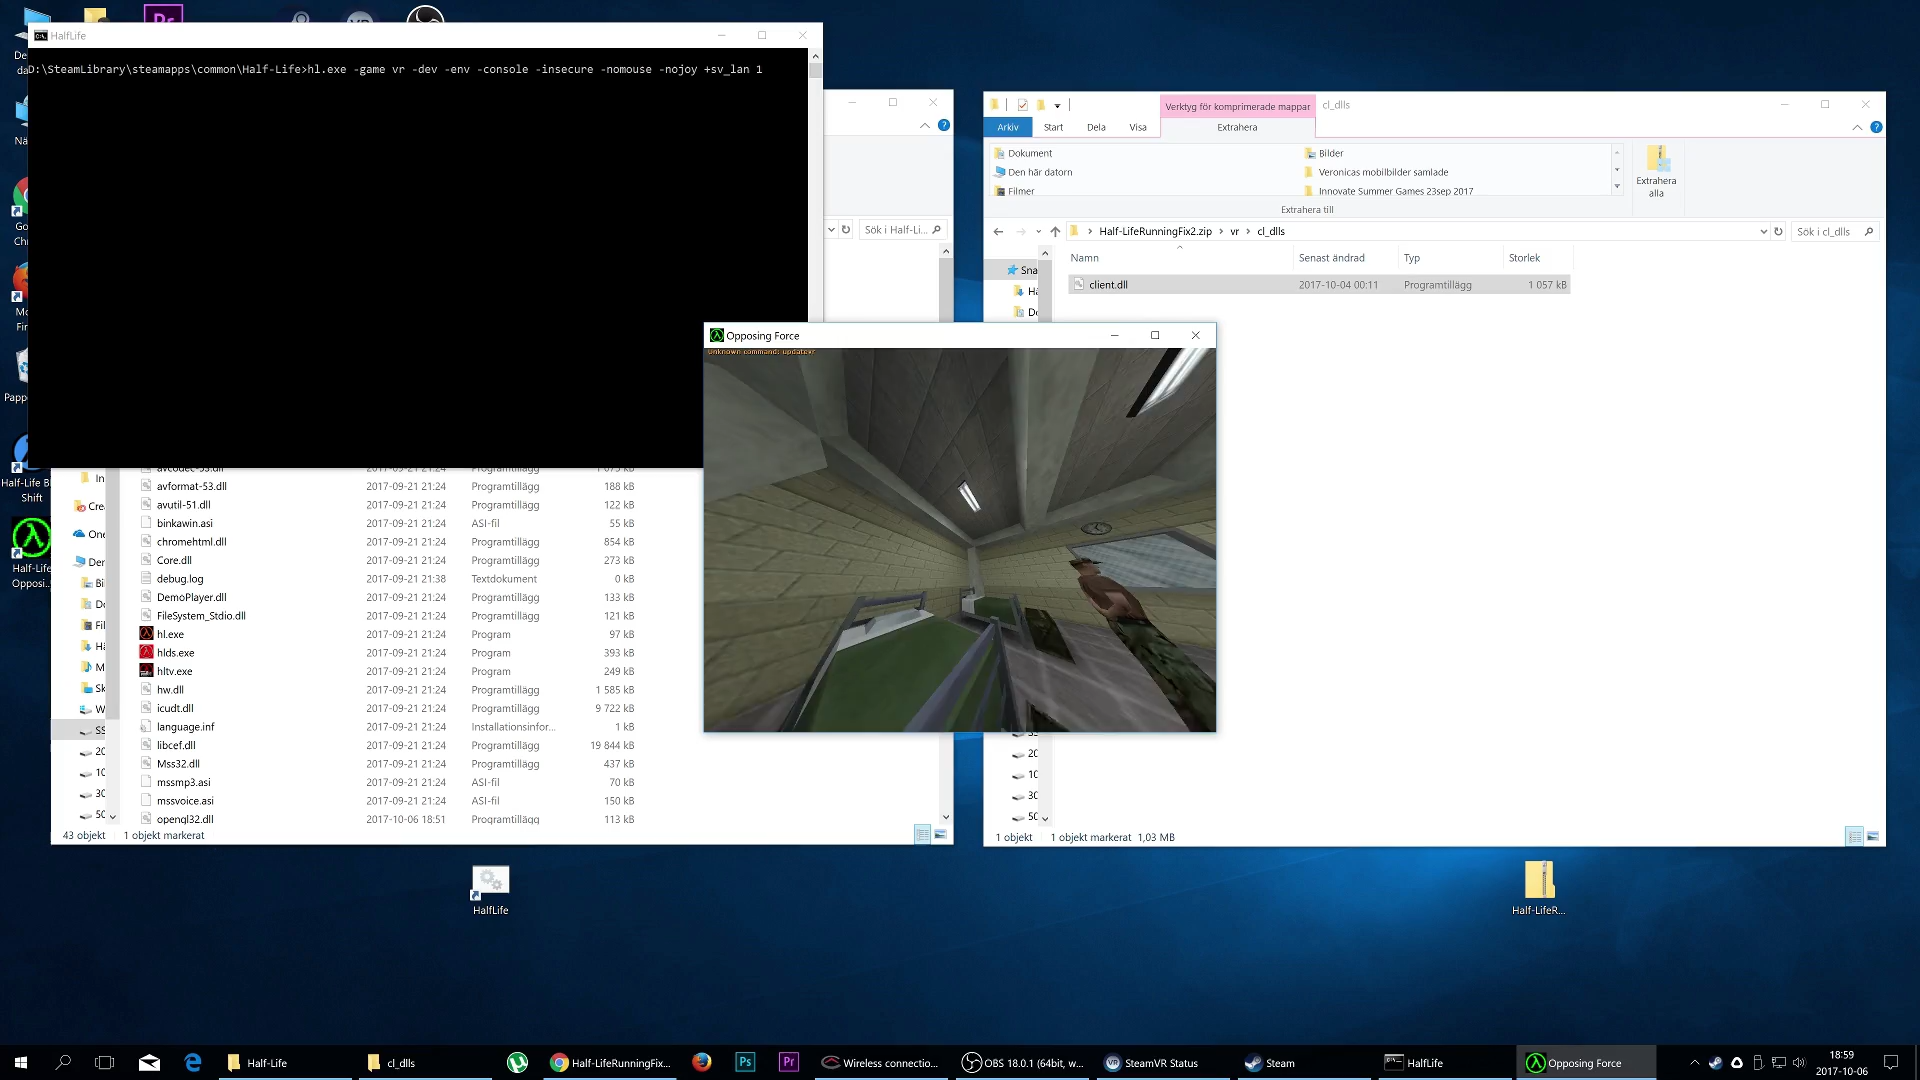 HalfLife
D:\SteamLibrary\steamapps\common\Half-Life>hl.exe -game vr -dev -env -console -insecure -nomouse -nojoy +sv_lan 1
Sök i Half-Li...
avformat-53.dll 2017-09-21 21:24 Programtillägg 188 kB
avutil-51.dll 2017-09-21 21:24 Programtillägg 122 kB
binkawin.asi 2017-09-21 21:24 ASI-fil 55 kB
chromehtml.dll 2017-09-21 21:24 Programtillägg 854 kB
Core.dll 2017-09-21 21:24 Programtillägg 273 kB
debug.log 2017-09-21 21:38 Textdokument 0 kB
DemoPlayer.dll 2017-09-21 21:24 Programtillägg 133 kB
FileSystem_Stdio.dll 2017-09-21 21:24 Programtillägg 121 kB
hl.exe 2017-09-21 21:24 Program 97 kB
hlds.exe 2017-09-21 21:24 Program 393 kB
hltv.exe 2017-09-21 21:24 Program 249 kB
hw.dll 2017-09-21 21:24 Programtillägg 1 585 kB
icudt.dll 2017-09-21 21:24 Programtillägg 9 722 kB
language.inf 2017-09-21 21:24 Installationsinfor... 1 kB
libcef.dll 2017-09-21 21:24 Programtillägg 19 844 kB
Mss32.dll 2017-09-21 21:24 Programtillägg 437 kB
mssmp3.asi 2017-09-21 21:24 ASI-fil 70 kB
mssvoice.asi 2017-09-21 21:24 ASI-fil 150 kB
opengl32.dll 2017-10-06 18:51 Programtillägg 113 kB
43 objekt 1 objekt markerat
Verktyg för komprimerade mappar cl_dlls
Arkiv Start Dela Visa Extrahera
Dokument Bilder
Den här datorn Veronicas mobilbilder samlade
Filmer Innovate Summer Games 23sep 2017
Extrahera till
Extrahera
alla
Half-LifeRunningFix2.zip vr cl_dlls
Sök i cl_dlls
Namn Senast ändrad Typ Storlek
client.dll 2017-10-04 00:11 Programtillägg 1 057 kB
1 objekt 1 objekt markerat 1,03 MB
Opposing Force
Unknown command: updatevr
Half-Life Bl
Shift
Half-Life
Opposi...
HalfLife
Half-LifeR...
Half-Life
cl_dlls
Half-LifeRunningFix...
Wireless connectio...
OBS 18.0.1 (64bit, w...
SteamVR Status
Steam
HalfLife
Opposing Force
18:59
2017-10-06